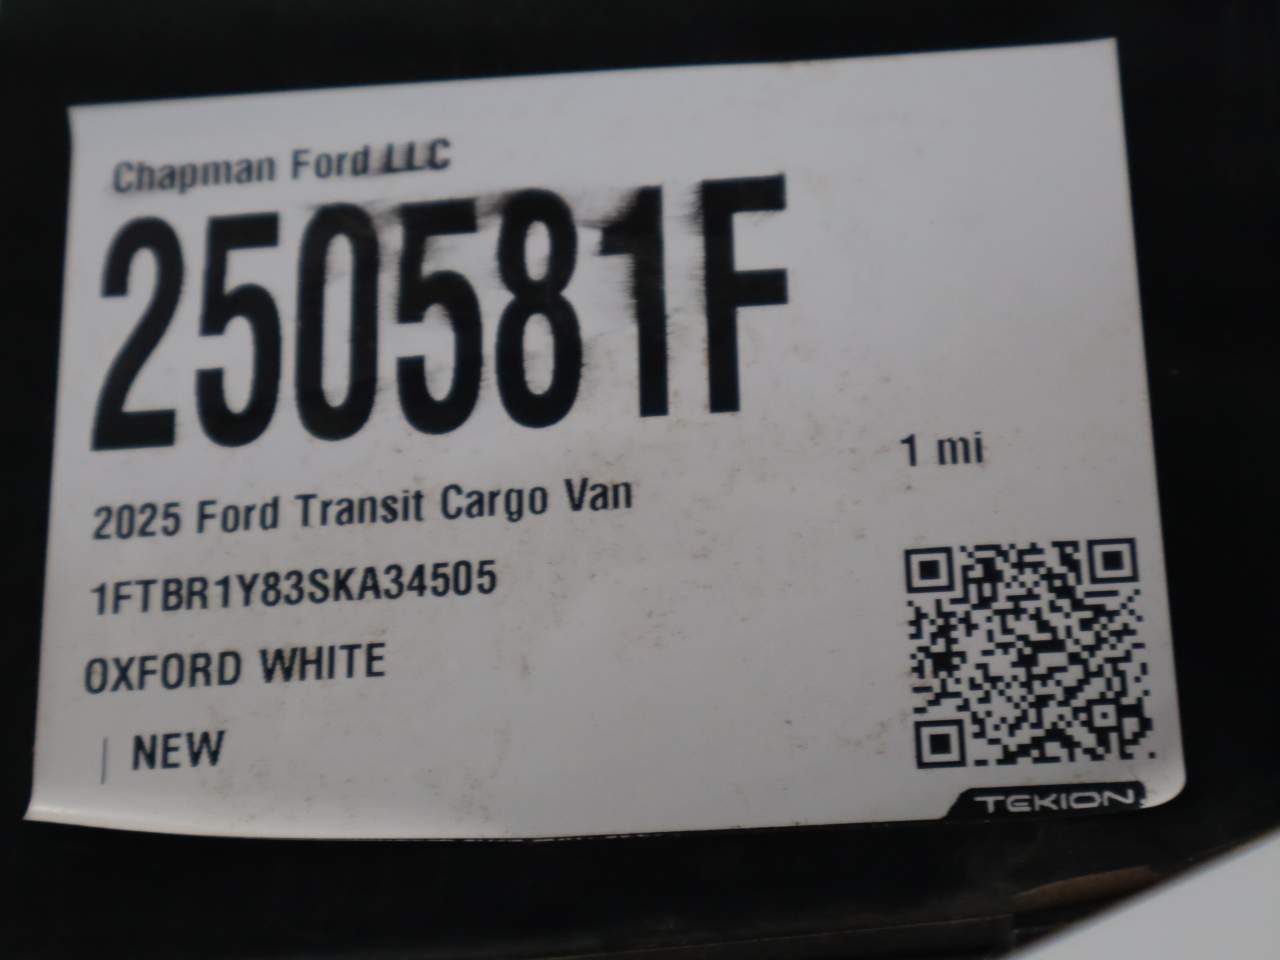 Chapman Ford LLC
250581F
1 mi
2025 Ford Transit Cargo Van
1FTBR1Y83SKA34505
OXFORD WHITE
| NEW
TEKION